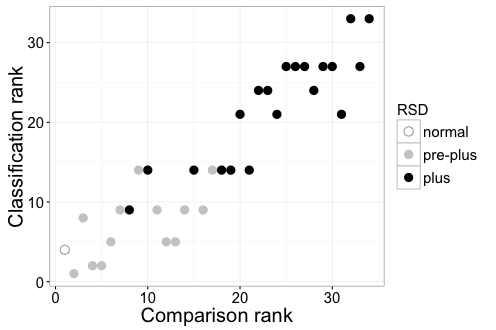 30
20
10
0
Classification rank
0 10 20 30
Comparison rank
RSD
normal
pre-plus
plus